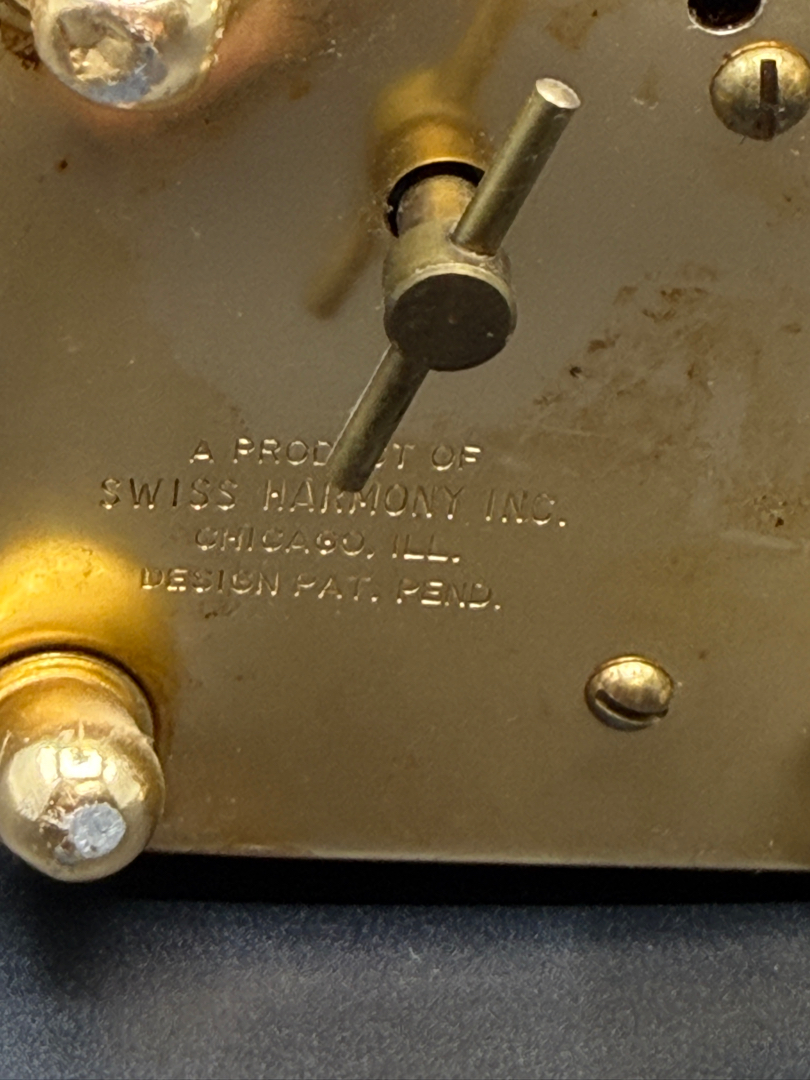 A PRODUCT OF
SWISS HARMONY INC.
CHICAGO, ILL.
DESIGN PAT. PEND.